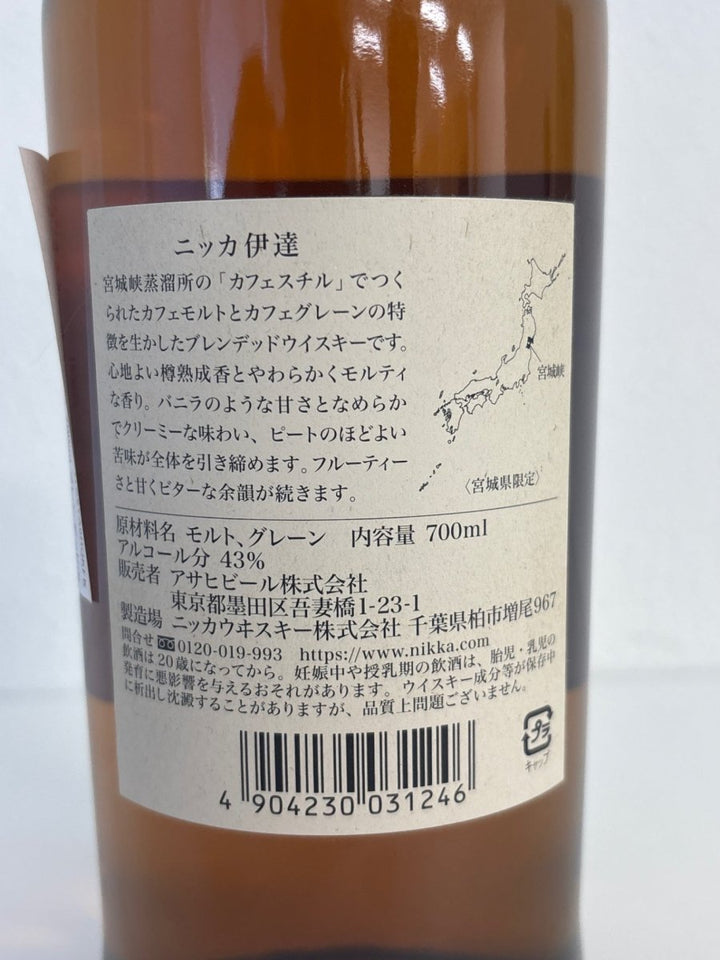 ニッカ伊達
宮城峡蒸溜所の「カフェスチル」でつく
られたカフェモルトとカフェグレーンの特
徴を生かしたブレンデッドウイスキーです。
心地よい樽熟成香とやわらかくモルティ
な香り。バニラのような甘さとなめらか
でクリーミーな味わい、ピートのほどよい
苦味が全体を引き締めます。フルーティー
さと甘くビターな余韻が続きます。
宮城峡
〈宮城県限定〉
原材料名 モルト、グレーン 内容量 700ml
アルコール分 43%
販売者 アサヒビール株式会社
東京都墨田区吾妻橋1-23-1
製造場 ニッカウヰスキー株式会社 千葉県柏市増尾967
問合せ 0120-019-993 https://www.nikka.com
飲酒は20歳になってから。妊娠中や授乳期の飲酒は、胎児・乳児の
発育に悪影響を与えるおそれがあります。ウイスキー成分等が保存中
に析出し沈澱することがありますが、品質上問題ございません。
プラ
キャップ
4 904230 031246